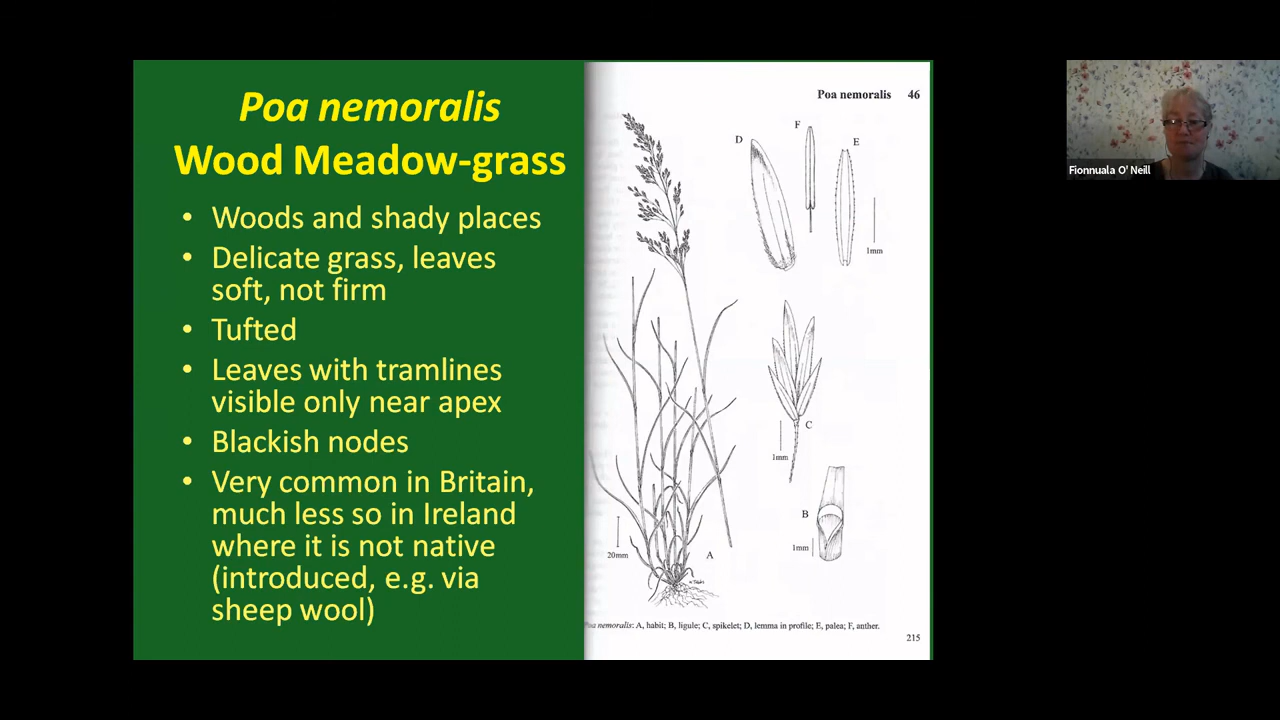 Poa nemoralis
Wood Meadow-grass
• Woods and shady places
• Delicate grass, leaves
soft, not firm
• Tufted
• Leaves with tramlines
visible only near apex
• Blackish nodes
• Very common in Britain,
much less so in Ireland
where it is not native
(introduced, e.g. via
sheep wool)
Poa nemoralis 46
D
F
E
1mm
C
1mm
B
1mm
20mm
A
Poa nemoralis: A, habit; B, ligule; C, spikelet; D, lemma in profile; E, palea; F, anther.
215
Fionnuala O' Neill